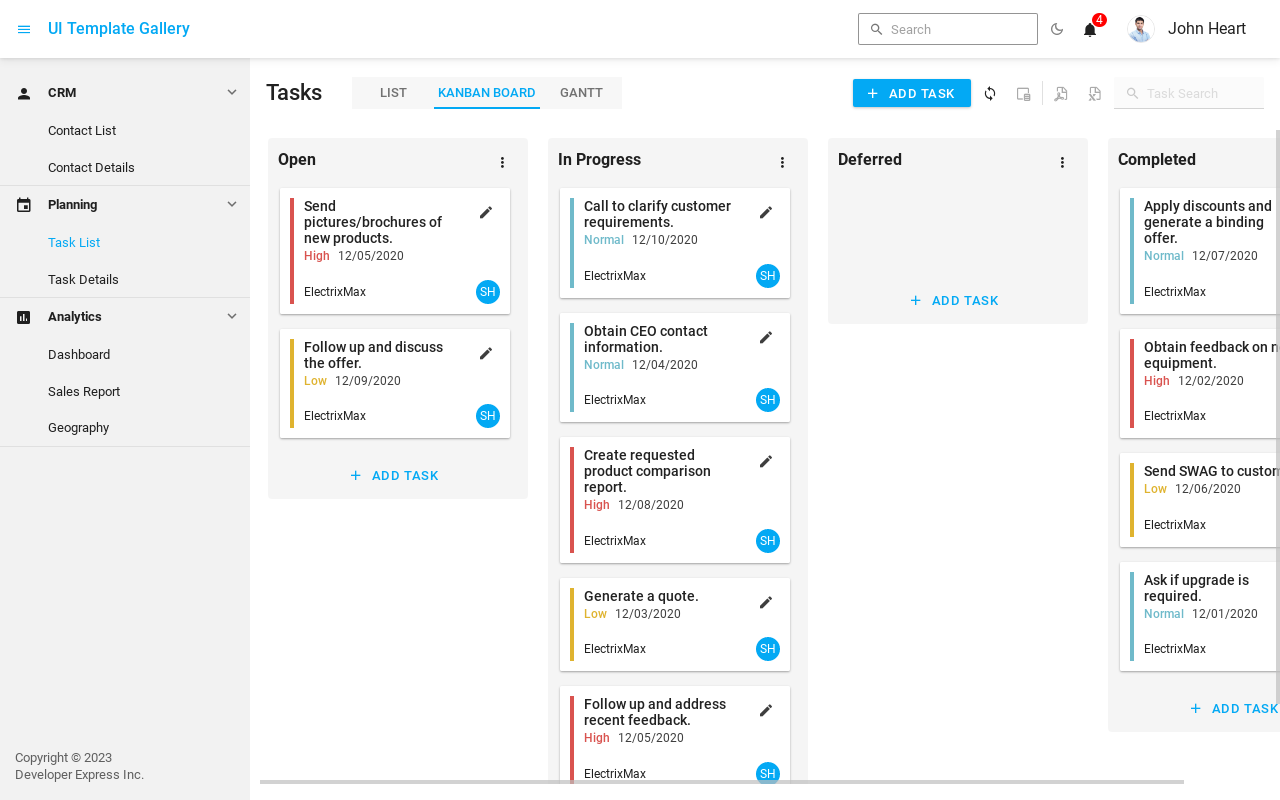 UI Template Gallery
Search
4
John Heart
CRM
Contact List
Contact Details
Planning
Task List
Task Details
Analytics
Dashboard
Sales Report
Geography
Copyright © 2023
Developer Express Inc.
Tasks
LIST
KANBAN BOARD
GANTT
ADD TASK
Task Search
Open
Send
pictures/brochures of
new products.
High 12/05/2020
ElectrixMax
SH
Follow up and discuss
the offer.
Low 12/09/2020
ElectrixMax
SH
ADD TASK
In Progress
Call to clarify customer
requirements.
Normal 12/10/2020
ElectrixMax
SH
Obtain CEO contact
information.
Normal 12/04/2020
ElectrixMax
SH
Create requested
product comparison
report.
High 12/08/2020
ElectrixMax
SH
Generate a quote.
Low 12/03/2020
ElectrixMax
SH
Follow up and address
recent feedback.
High 12/05/2020
ElectrixMax
SH
Deferred
ADD TASK
Completed
Apply discounts and
generate a binding
offer.
Normal 12/07/2020
ElectrixMax
Obtain feedback on
equipment.
High 12/02/2020
ElectrixMax
Send SWAG to
Low 12/06/2020
ElectrixMax
Ask if upgrade is
required.
Normal 12/01/2020
ElectrixMax
ADD TASK